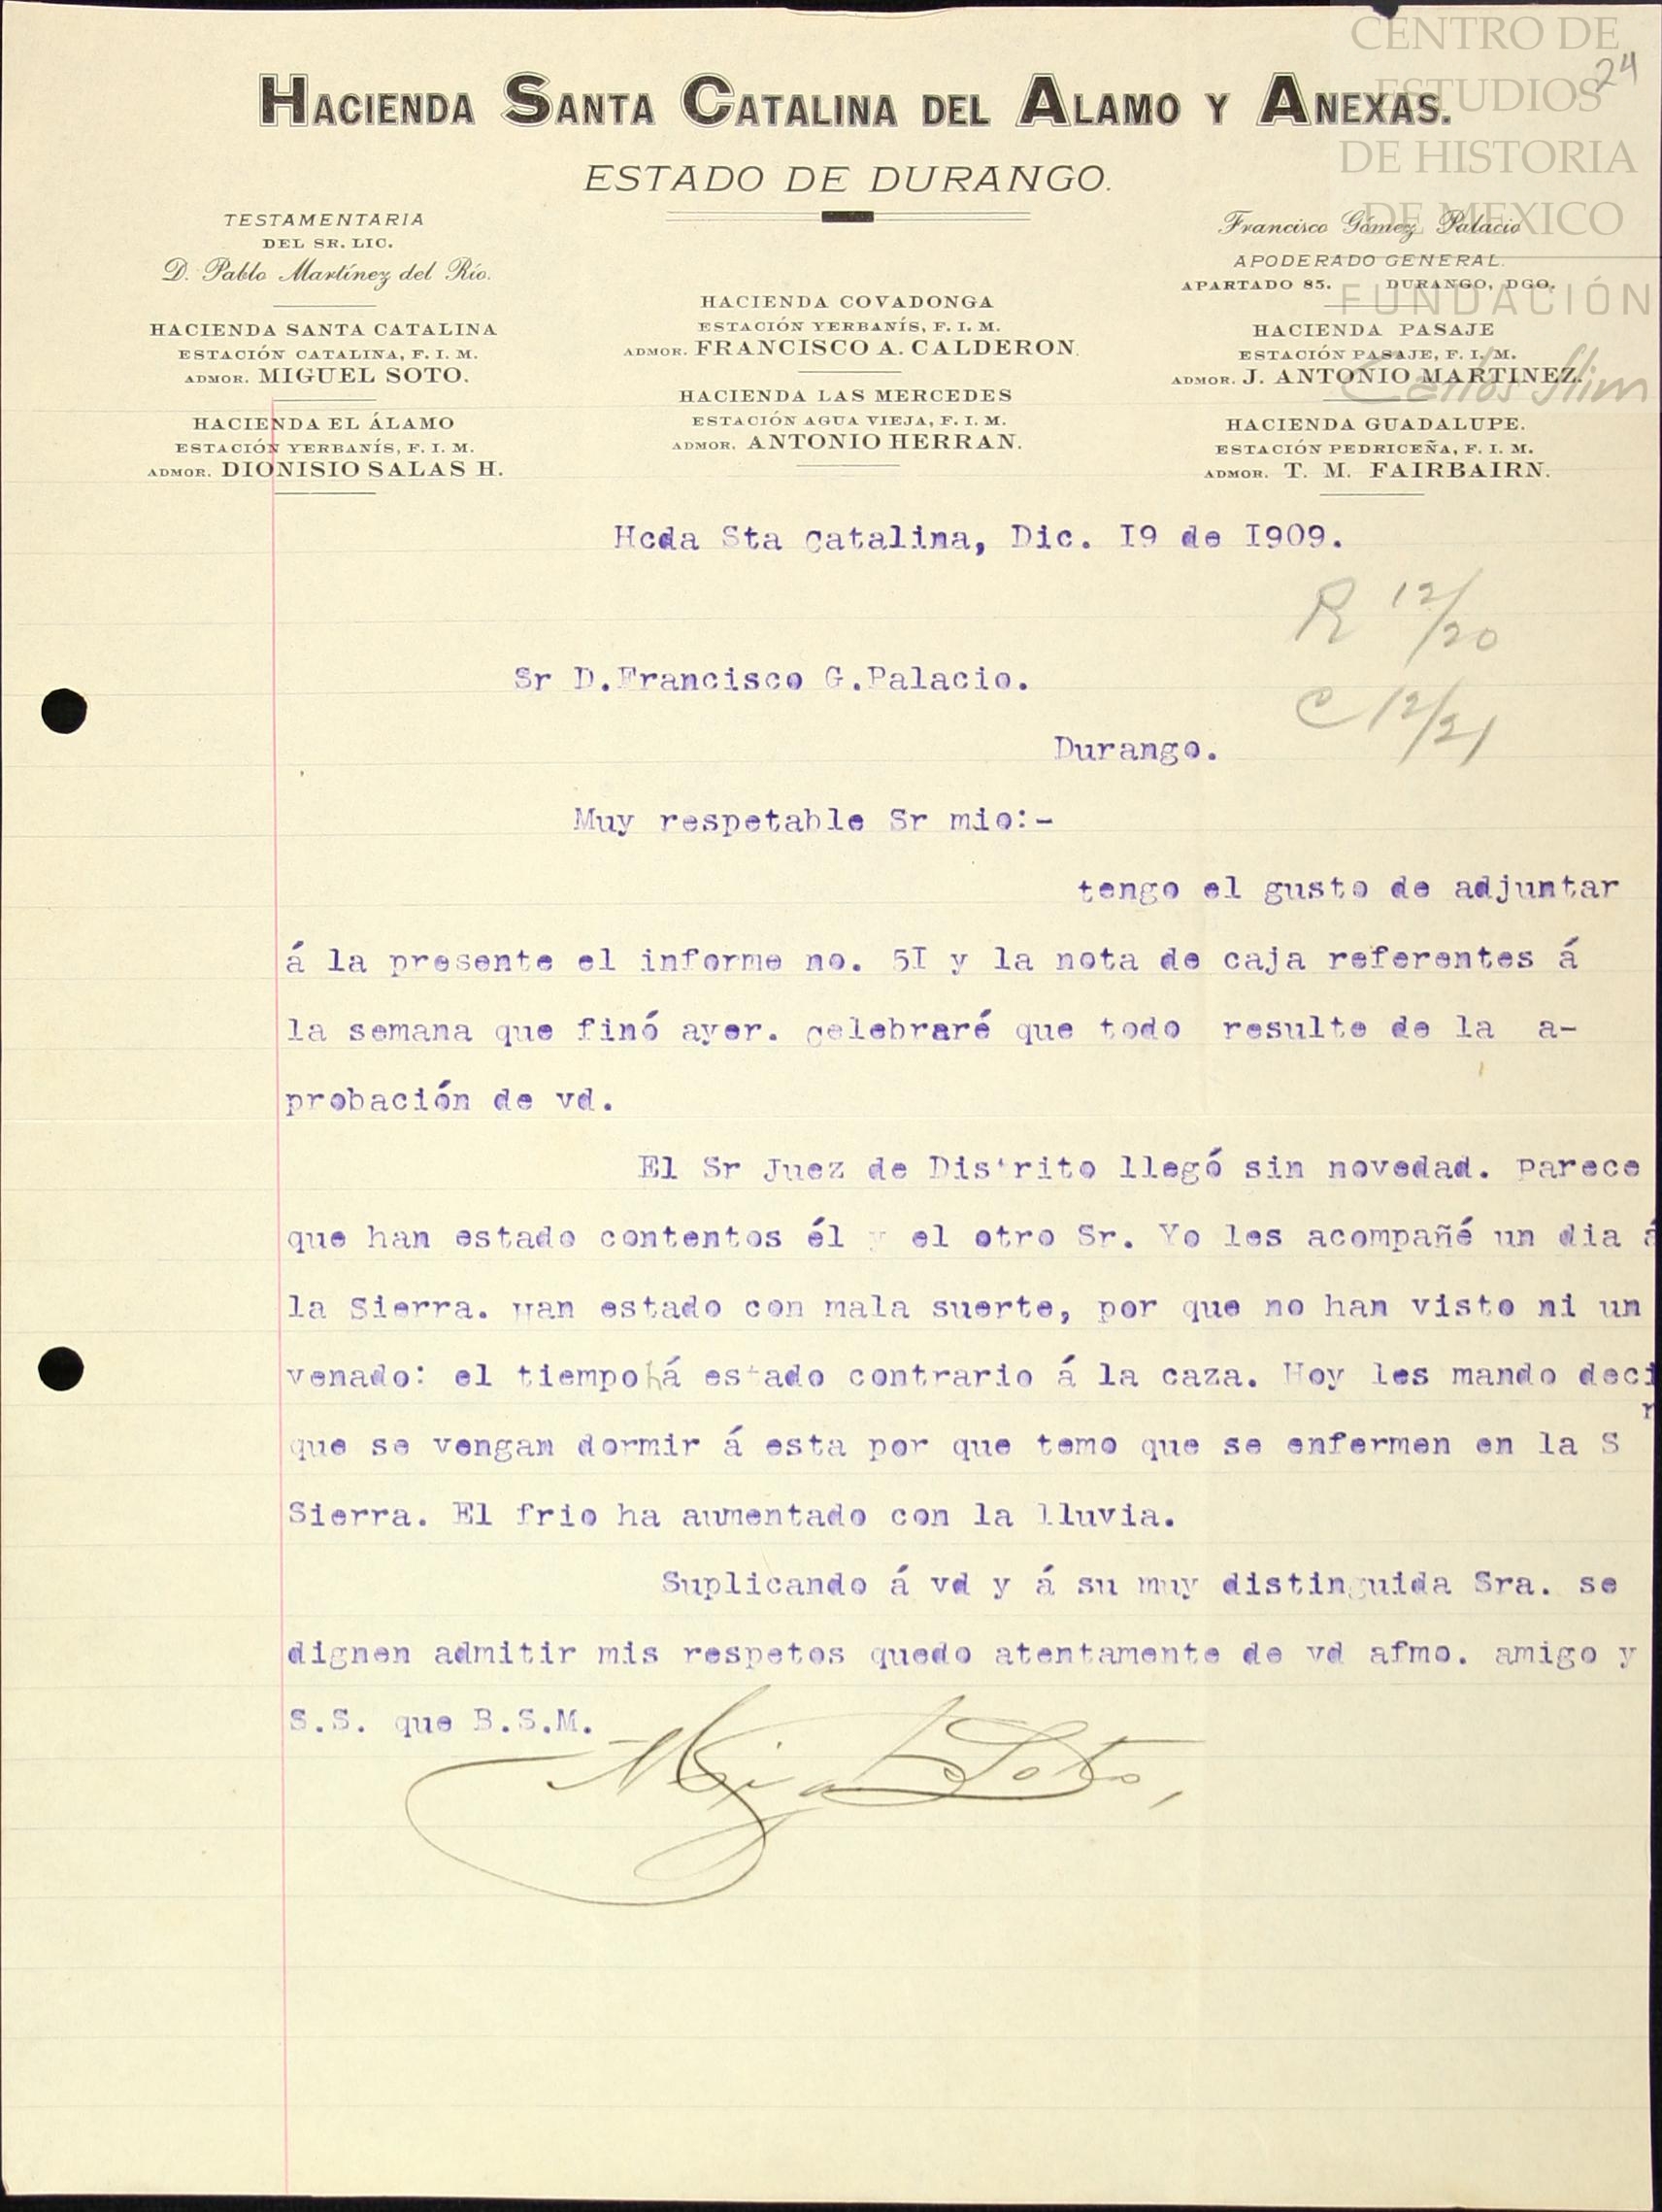 CENTRO DE
ESTUDIOS
DE HISTORIA
DE MEXICO
FUNDACIÓN
Carlos Slim
24
HACIENDA SANTA CATALINA DEL ALAMO Y ANEXAS.
ESTADO DE DURANGO.
TESTAMENTARIA
DEL SR. LIC.
D. Pablo Martínez del Río.
HACIENDA SANTA CATALINA
ESTACIÓN CATALINA, F. I. M.
ADMOR. MIGUEL SOTO.
HACIENDA EL ÁLAMO
ESTACIÓN YERBANÍS, F. I. M.
ADMOR. DIONISIO SALAS H.
HACIENDA COVADONGA
ESTACIÓN YERBANÍS, F. I. M.
ADMOR. FRANCISCO A. CALDERON.
HACIENDA LAS MERCEDES
ESTACIÓN AGUA VIEJA, F. I. M.
ADMOR. ANTONIO HERRAN.
Francisco Gómez Palacio
APODERADO GENERAL.
APARTADO 85. DURANGO, DGO.
HACIENDA PASAJE
ESTACIÓN PASAJE, F. I. M.
ADMOR. J. ANTONIO MARTINEZ.
HACIENDA GUADALUPE.
ESTACIÓN PEDRICEÑA, F. I. M.
ADMOR. T. M. FAIRBAIRN.
Hcda Sta Catalina, Dic. I9 de I909.
R 12/20
C 12/21
Sr D.Francisco G.Palacio.
Durango.
Muy respetable Sr mio:-
tengo el gusto de adjuntar
á la presente el informe no. 5I y la nota de caja referentes á
la semana que finó ayer. Celebraré que todo resulte de la a-
probación de vd.
El Sr Juez de Distrito llegó sin novedad. Parece
que han estado contentos él y el otro Sr. Yo les acompañé un dia á
la Sierra. Han estado con mala suerte, por que no han visto ni un
venado: el tiempo há estado contrario á la caza. Hoy les mando deci
r
que se vengan dormir á esta por que temo que se enfermen en la S
Sierra. El frio ha aumentado con la lluvia.
Suplicando á vd y á su muy distinguida Sra. se
dignen admitir mis respetos quedo atentamente de vd afmo. amigo y
S.S. que B.S.M.
Mig. Soto,